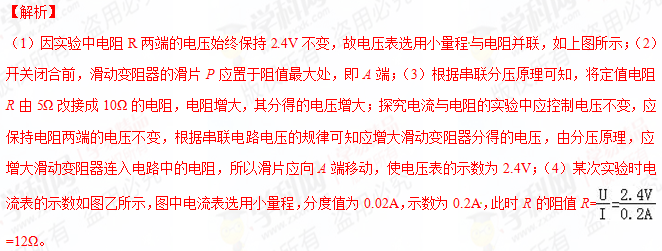 【解析】
（1）因实验中电阻 R 两端的电压始终保持 2.4V 不变，故电压表选用小量程与电阻并联，如上图所示；（2）
开关闭合前，滑动变阻器的滑片 P 应置于阻值最大处，即 A 端；（3）根据串联分压原理可知，将定值电阻
R 由 5Ω 改接成 10Ω 的电阻，电阻增大，其分得的电压增大；探究电流与电阻的实验中应控制电压不变，应
保持电阻两端的电压不变，根据串联电路电压的规律可知应增大滑动变阻器分得的电压，由分压原理，应
增大滑动变阻器连入电路中的电阻，所以滑片应向 A 端移动，使电压表的示数为 2.4V；（4）某次实验时电
流表的示数如图乙所示，图中电流表选用小量程，分度值为 0.02A，示数为 0.2A，此时 R 的阻值 R=U/I=2.4V/0.2A
=12Ω。